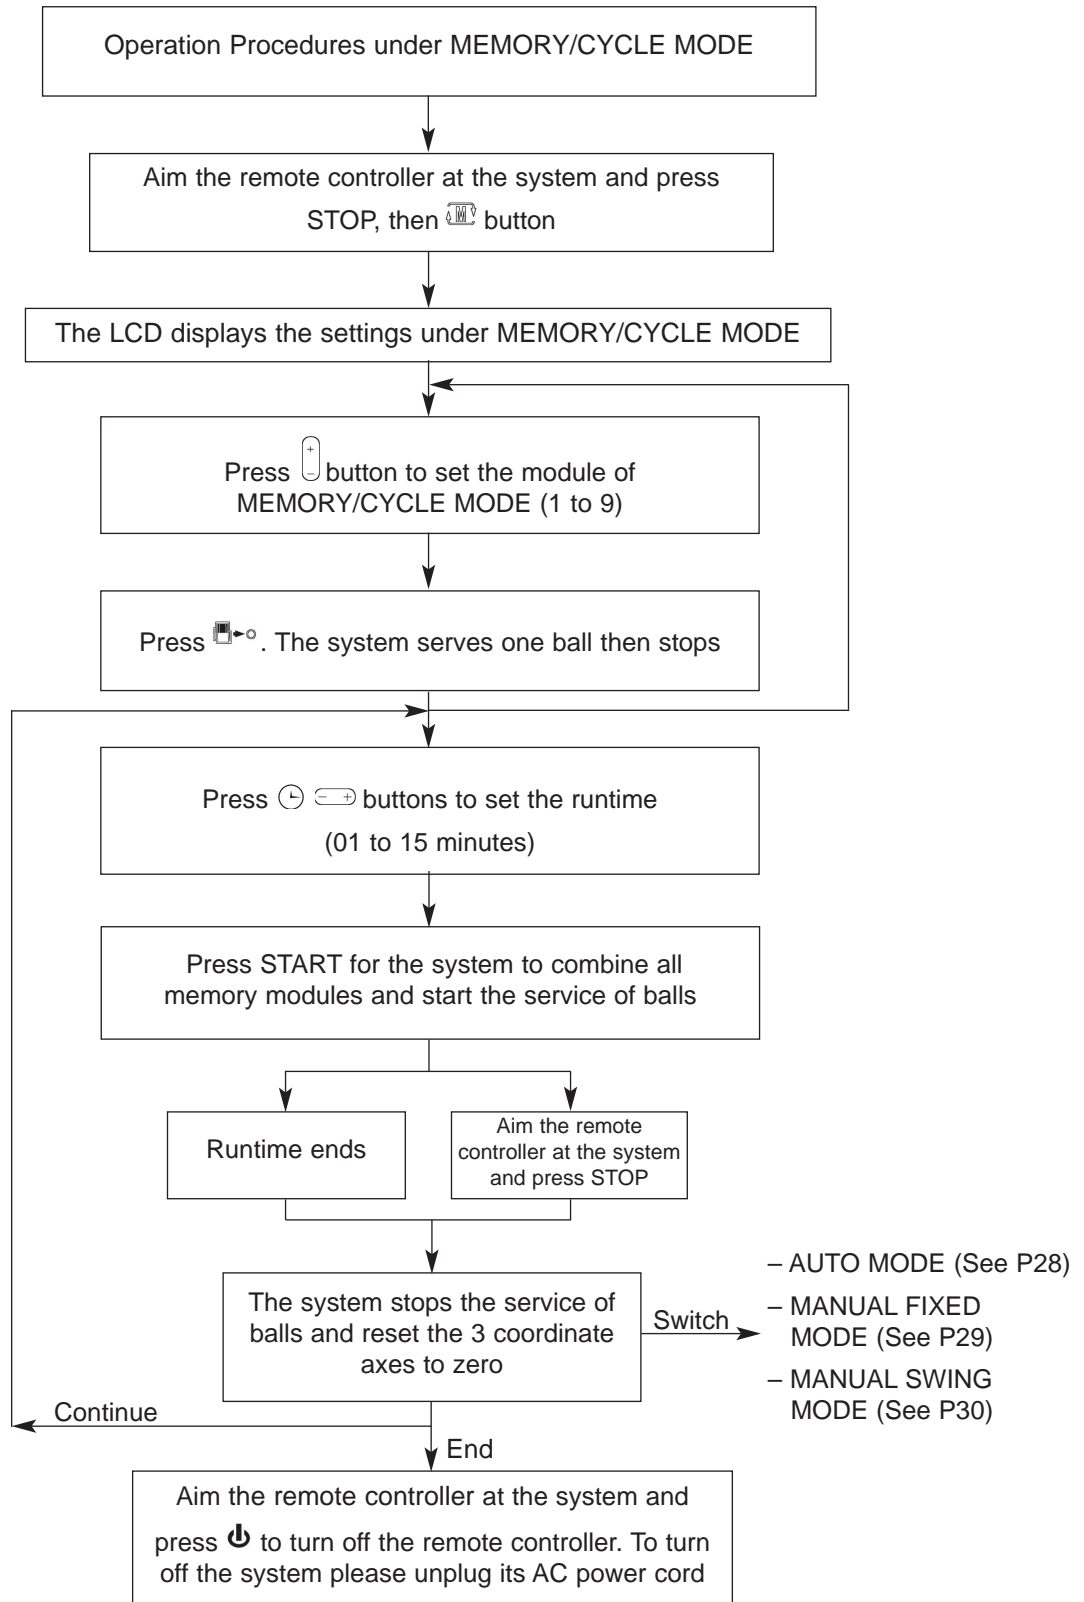 Operation Procedures under MEMORY/CYCLE MODE
Aim the remote controller at the system and press
STOP, then M button
The LCD displays the settings under MEMORY/CYCLE MODE
Press + - button to set the module of
MEMORY/CYCLE MODE (1 to 9)
Press . The system serves one ball then stops
Press - + buttons to set the runtime
(01 to 15 minutes)
Press START for the system to combine all
memory modules and start the service of balls
Runtime ends
Aim the remote
controller at the system
and press STOP
The system stops the service of
balls and reset the 3 coordinate
axes to zero
Switch
– AUTO MODE (See P28)
– MANUAL FIXED
MODE (See P29)
– MANUAL SWING
MODE (See P30)
Continue
End
Aim the remote controller at the system and
press to turn off the remote controller. To turn
off the system please unplug its AC power cord